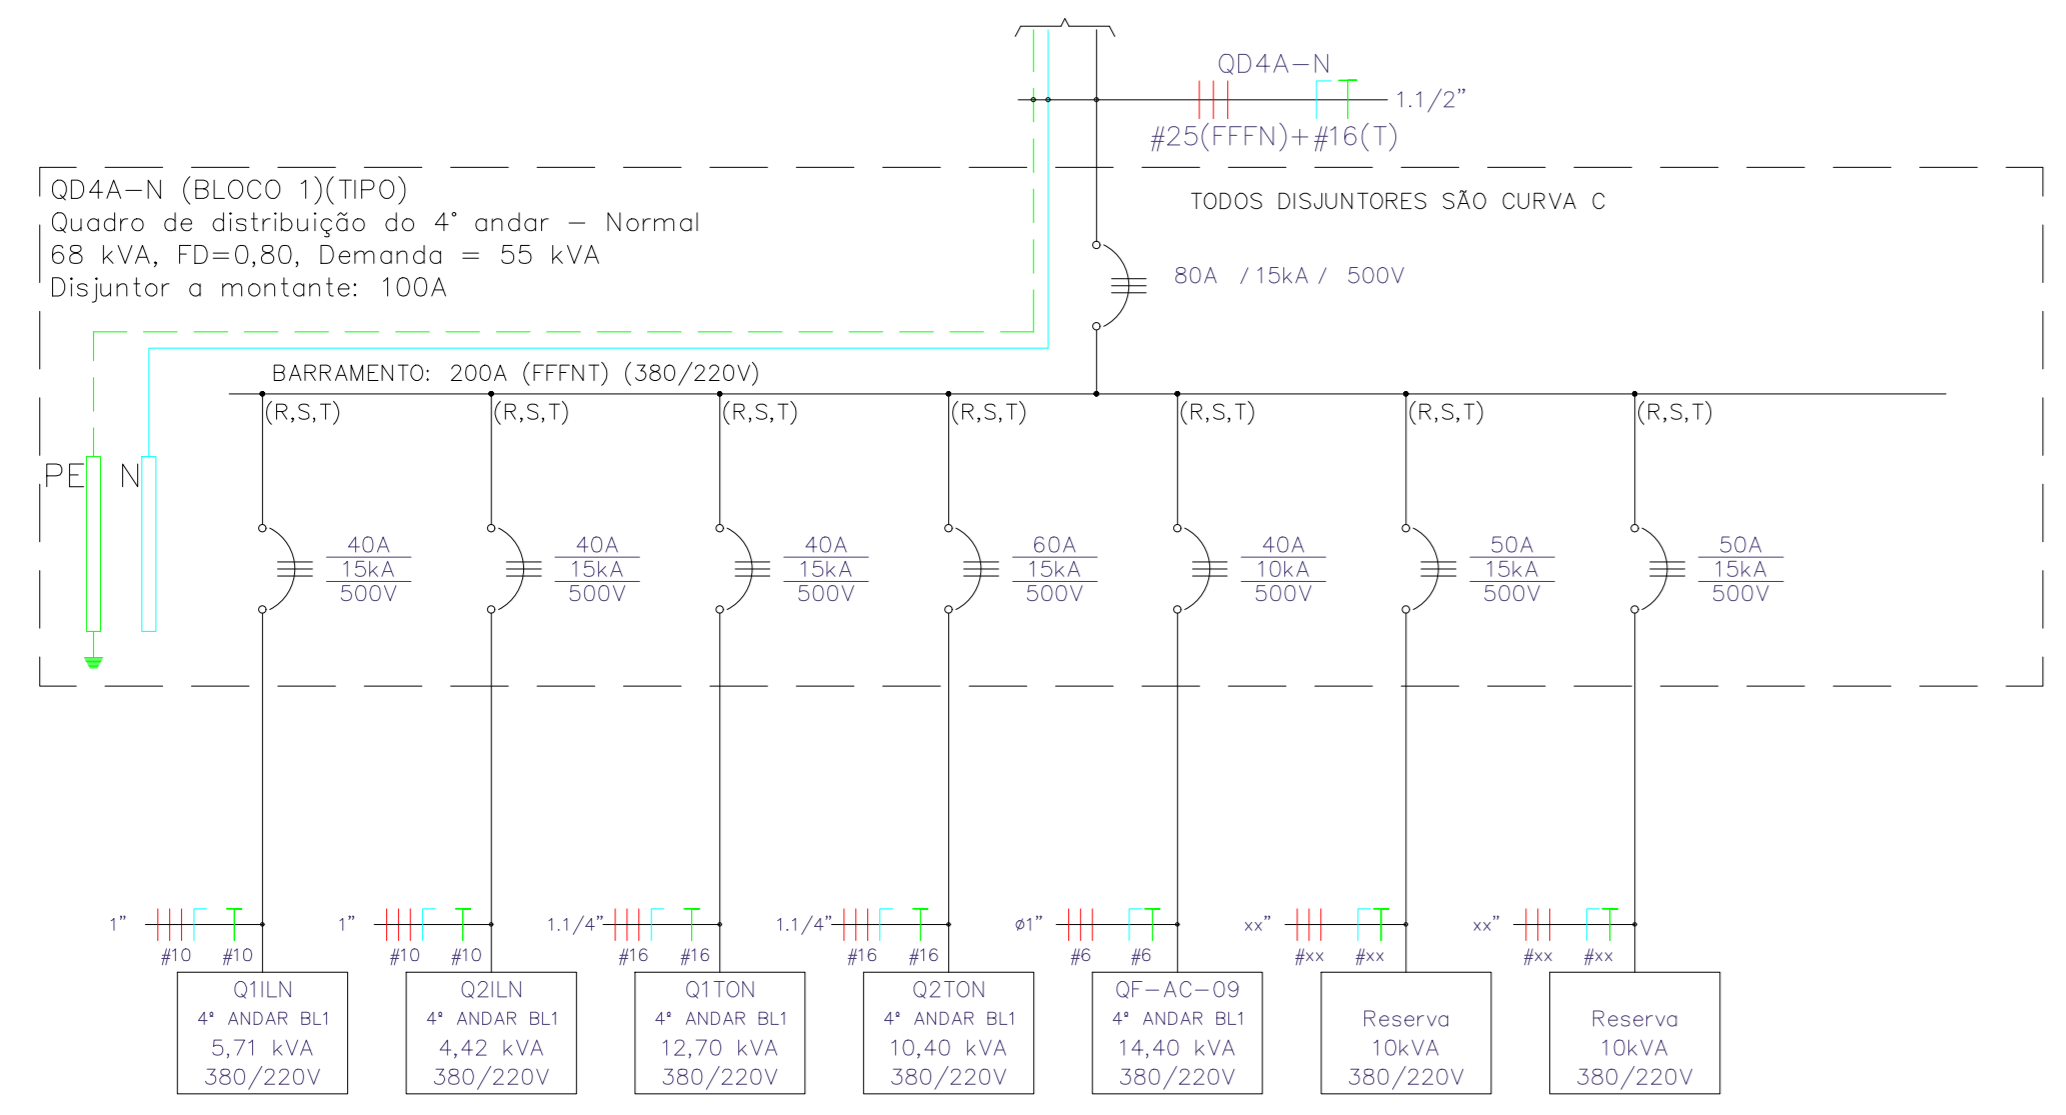 QD4A-N
1.1/2"
#25(FFFN)+#16(T)
QD4A-N (BLOCO 1)(TIPO)
Quadro de distribuição do 4° andar - Normal
68 kVA, FD=0,80, Demanda = 55 kVA
Disjuntor a montante: 100A
TODOS DISJUNTORES SÃO CURVA C
80A /15kA/ 500V
BARRAMENTO: 200A (FFFNT) (380/220V)
(R,S,T) (R,S,T) (R,S,T) (R,S,T) (R,S,T) (R,S,T) (R,S,T)
PE N
40A 40A 40A 60A 40A 50A 50A
15kA 15kA 15kA 15kA 10kA 15kA 15kA
500V 500V 500V 500V 500V 500V 500V
1" 1" 1.1/4" 1.1/4" ø1" xx" xx"
#10 #10 #10 #10 #16 #16 #16 #16 #6 #6 #xx #xx #xx #xx
Q1ILN
4° ANDAR BL1
5,71 kVA
380/220V
Q2ILN
4° ANDAR BL1
4,42 kVA
380/220V
Q1TON
4° ANDAR BL1
12,70 kVA
380/220V
Q2TON
4° ANDAR BL1
10,40 kVA
380/220V
QF-AC-09
4° ANDAR BL1
14,40 kVA
380/220V
Reserva
10kVA
380/220V
Reserva
10kVA
380/220V